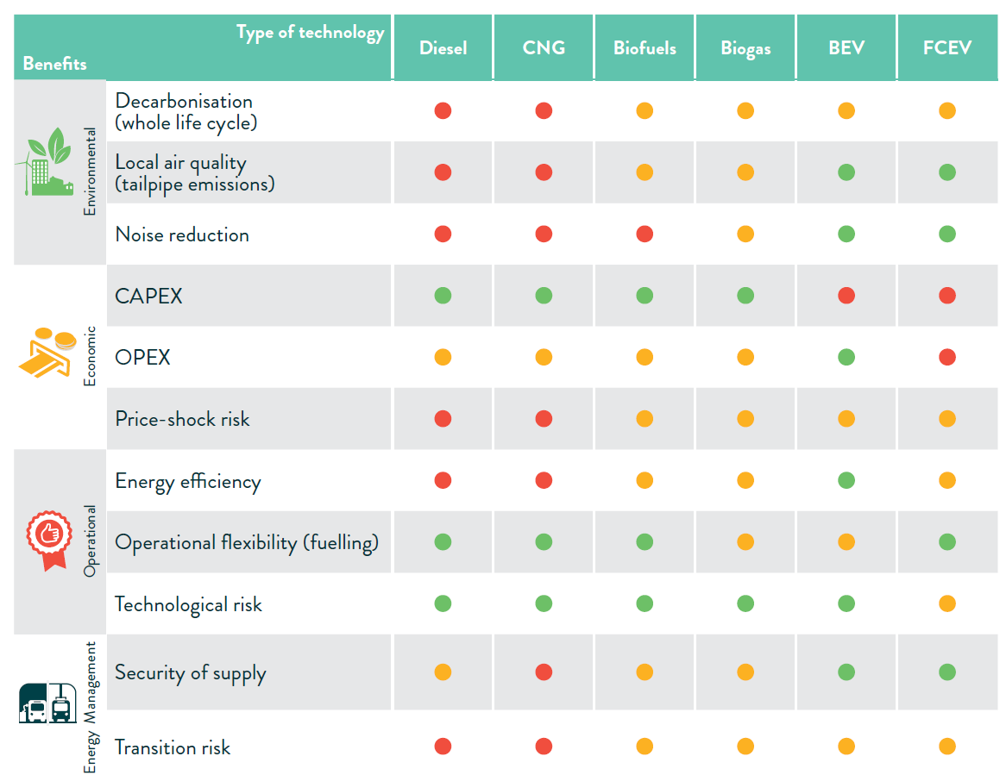 Type of technology
Benefits
Diesel
CNG
Biofuels
Biogas
BEV
FCEV
Environmental
Decarbonisation
(whole life cycle)
Local air quality
(tailpipe emissions)
Noise reduction
Economic
CAPEX
OPEX
Price-shock risk
Operational
Energy efficiency
Operational flexibility (fuelling)
Technological risk
Energy Management
Security of supply
Transition risk